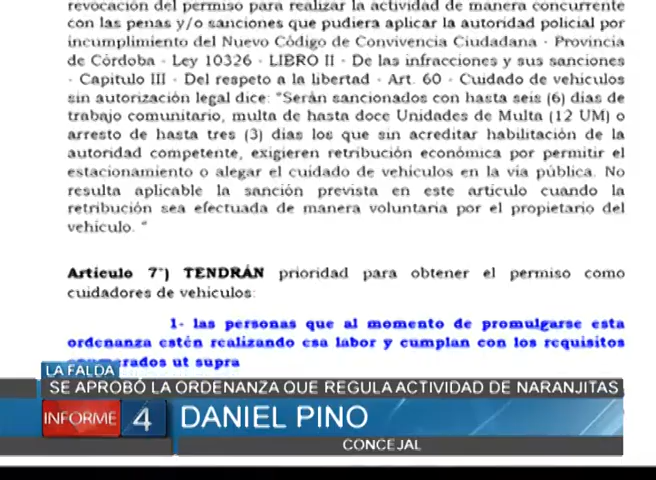 revocación del permiso para realizar la actividad de manera concurrente
con las penas y/o sanciones que pudiera aplicar la autoridad policial por
incumplimiento del Nuevo Código de Convivencia Ciudadana - Provincia
de Córdoba - Ley 10326 - LIBRO II - De las infracciones y sus sanciones
- Capitulo III - Del respeto a la libertad - Art. 60 - Cuidado de vehiculos
sin autorización legal dice: "Serán sancionados con hasta seis (6) dias de
trabajo comunitario, multa de hasta doce Unidades de Multa (12 UM) o
arresto de hasta tres (3) dias los que sin acreditar habilitación de la
autoridad competente, exigieren retribución económica por permitir el
estacionamiento o alegar el cuidado de vehículos en la vía pública. No
resulta aplicable la sanción prevista en este articulo cuando la
retribución sea efectuada de manera voluntaria por el propietario del
vehículo. "
Artículo 7°) TENDRÁN prioridad para obtener el permiso como
cuidadores de vehiculos:
1- las personas que al momento de promulgarse esta
ordenanza estén realizando esa labor y cumplan con los requisitos
enumerados ut supra
LA FALDA
SE APROBÓ LA ORDENANZA QUE REGULA ACTIVIDAD DE NARANJITAS
INFORME 4 DANIEL PINO
CONCEJAL